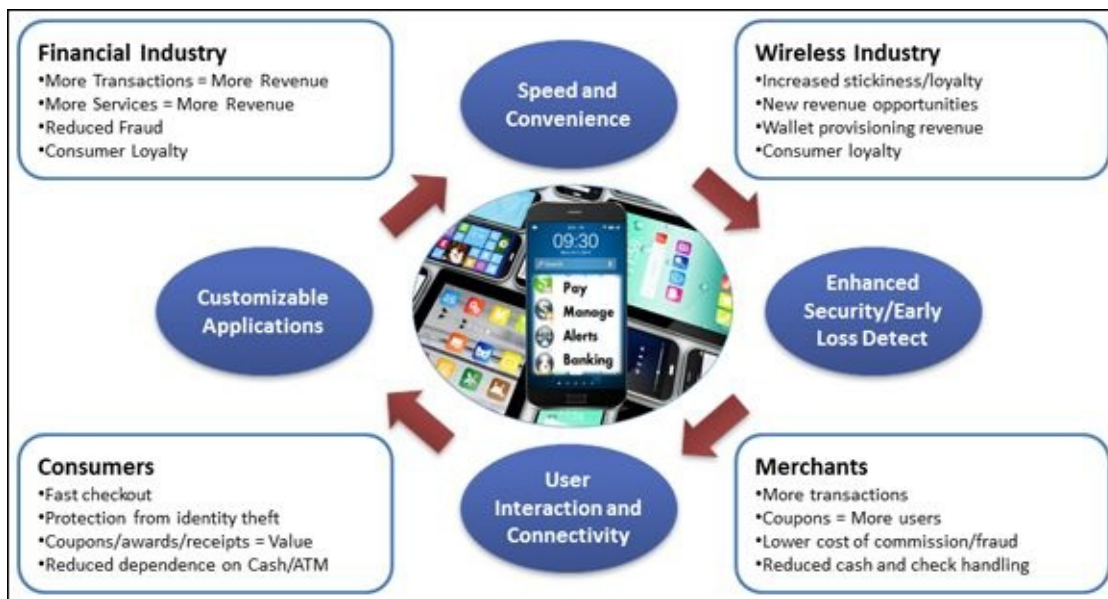 Financial Industry
•More Transactions = More Revenue
•More Services = More Revenue
•Reduced Fraud
•Consumer Loyalty
Speed and
Convenience
Wireless Industry
•Increased stickiness/loyalty
•New revenue opportunities
•Wallet provisioning revenue
•Consumer loyalty
Customizable
Applications
09:30
Pay
Manage
Alerts
Banking
Enhanced
Security/Early
Loss Detect
Consumers
•Fast checkout
•Protection from identity theft
•Coupons/awards/receipts = Value
•Reduced dependence on Cash/ATM
User
Interaction and
Connectivity
Merchants
•More transactions
•Coupons = More users
•Lower cost of commission/fraud
•Reduced cash and check handling